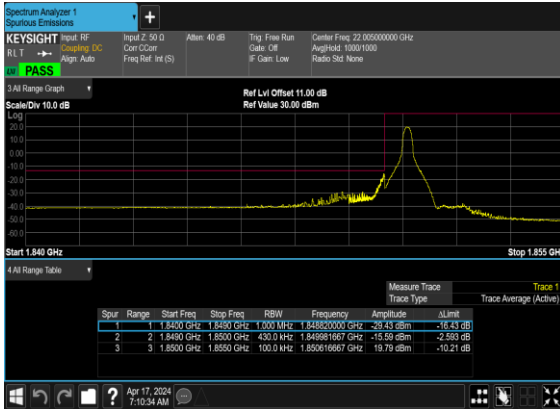 Spectrum Analyzer 1
Spurious Emissions
+
KEYSIGHT Input: RF Input Z: 50 Ω Atten: 40 dB Trig: Free Run Center Freq: 22.005000000 GHz
RLT Coupling: DC Corr CCorr Gate: Off Avg|Hold: 1000/1000
Align: Auto Freq Ref: Int (S) IF Gain: Low Radio Std: None
PASS
3 All Range Graph
Ref Lvl Offset 11.00 dB
Scale/Div 10.0 dB Ref Value 30.00 dBm
Log
20.0
10.0
0.00
-10.0
-20.0
-30.0
-40.0
-50.0
-60.0
Start 1.840 GHz Stop 1.855 GH
4 All Range Table
Measure Trace Trace 1
Trace Type Trace Average (Active)
Spur Range Start Freq Stop Freq RBW Frequency Amplitude ΔLimit
1 1 1.8400 GHz 1.8490 GHz 1.000 MHz 1.848820000 GHz -29.43 dBm -16.43 dB
2 2 1.8490 GHz 1.8500 GHz 430.0 kHz 1.849981667 GHz -15.59 dBm -2.593 dB
3 3 1.8500 GHz 1.8550 GHz 100.0 kHz 1.850616667 GHz 19.79 dBm -10.21 dB
? Apr 17, 2024
7:10:34 AM